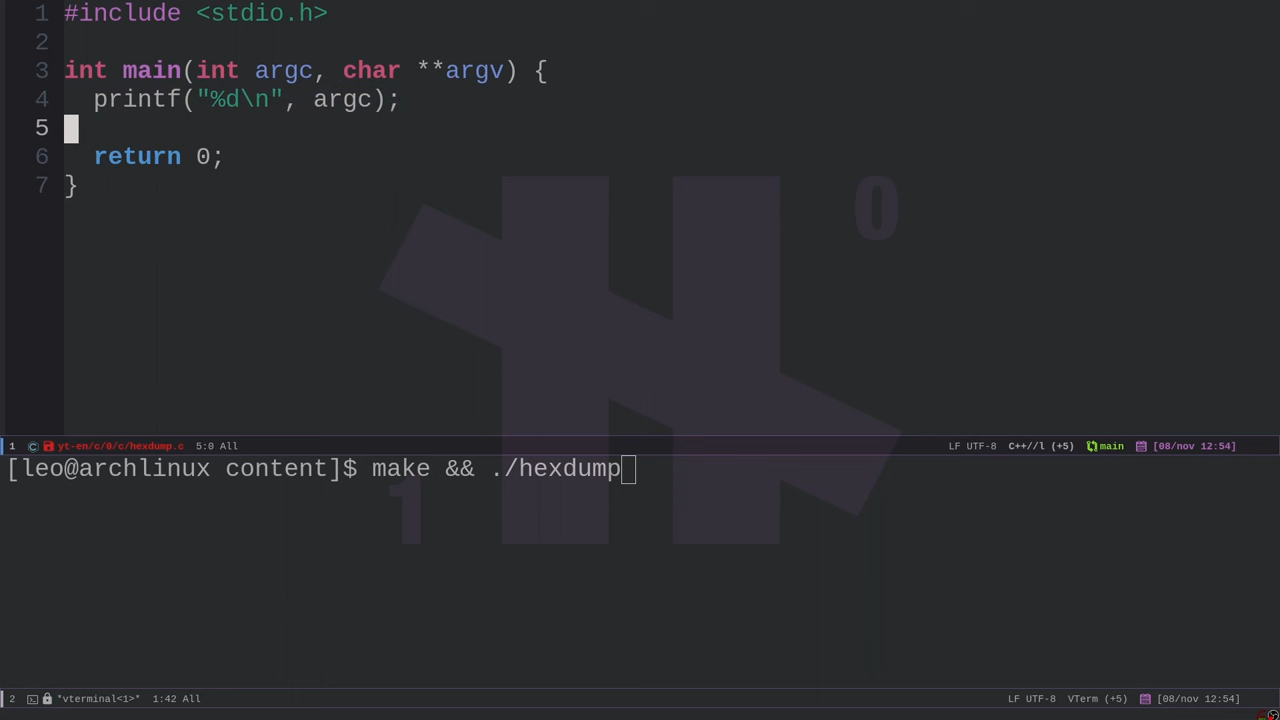 1 #include <stdio.h>
2
3 int main(int argc, char **argv) {
4   printf("%d\n", argc);
5
6   return 0;
7 }
0
1 yt-en/c/0/c/hexdump.c 5:0 All LF UTF-8 C++//l (+5) main [08/nov 12:54]
[leo@archlinux content]$ make && ./hexdump
1
2 *vterminal<1>* 1:42 All LF UTF-8 VTerm (+5) [08/nov 12:54]